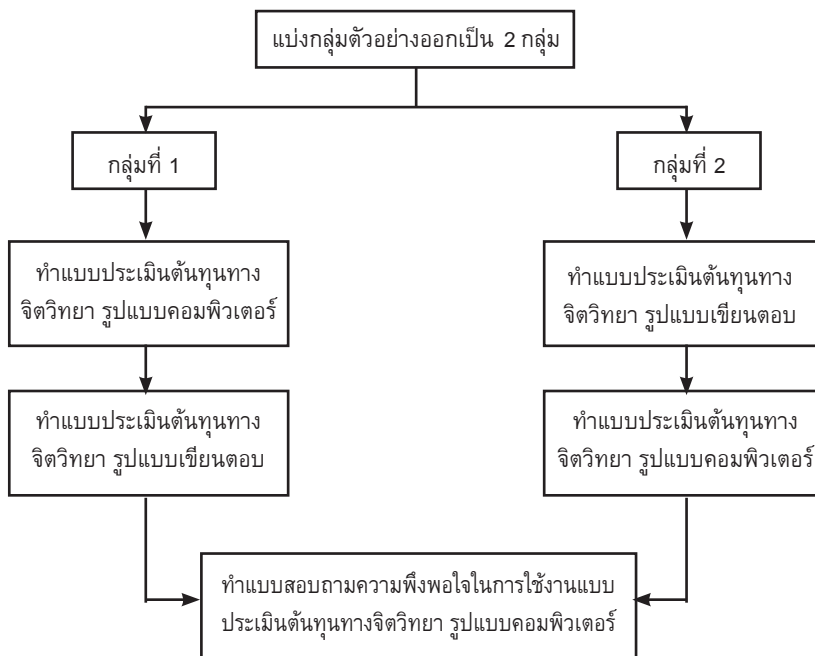 แบ่งกลุ่มตัวอย่างออกเป็น 2 กลุ่ม
กลุ่มที่ 1
กลุ่มที่ 2
ทำแบบประเมินต้นทุนทาง
จิตวิทยา รูปแบบคอมพิวเตอร์
ทำแบบประเมินต้นทุนทาง
จิตวิทยา รูปแบบเขียนตอบ
ทำแบบประเมินต้นทุนทาง
จิตวิทยา รูปแบบเขียนตอบ
ทำแบบประเมินต้นทุนทาง
จิตวิทยา รูปแบบคอมพิวเตอร์
ทำแบบสอบถามความพึงพอใจในการใช้งานแบบ
ประเมินต้นทุนทางจิตวิทยา รูปแบบคอมพิวเตอร์